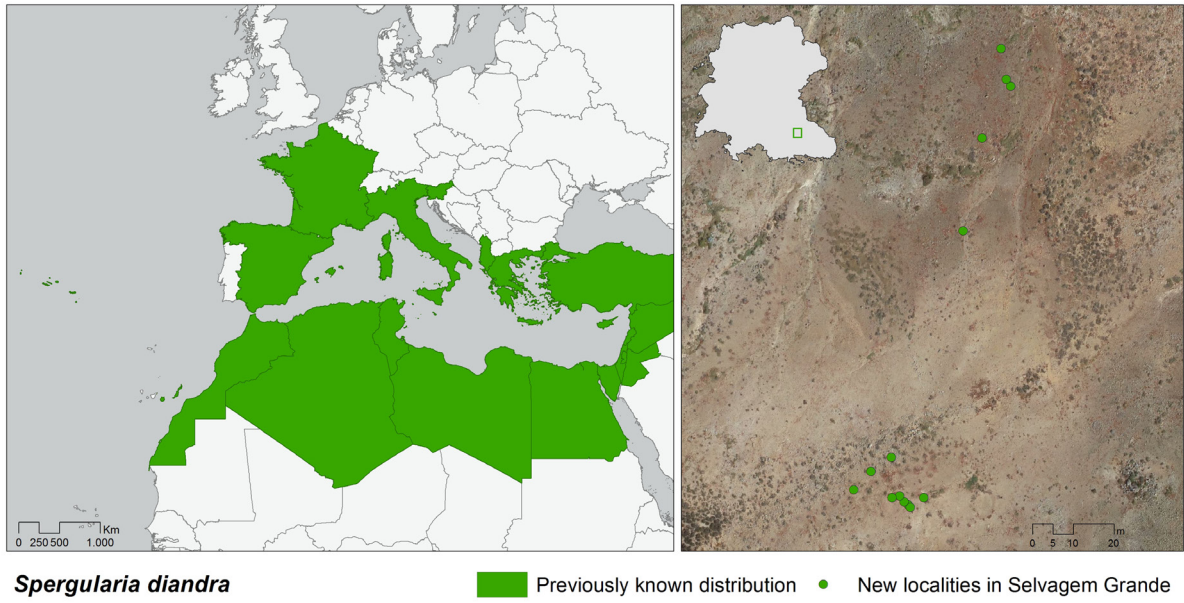 0 250 500 1.000 Km
0 5 10 20 m
Spergularia diandra
Previously known distribution
New localities in Selvagem Grande